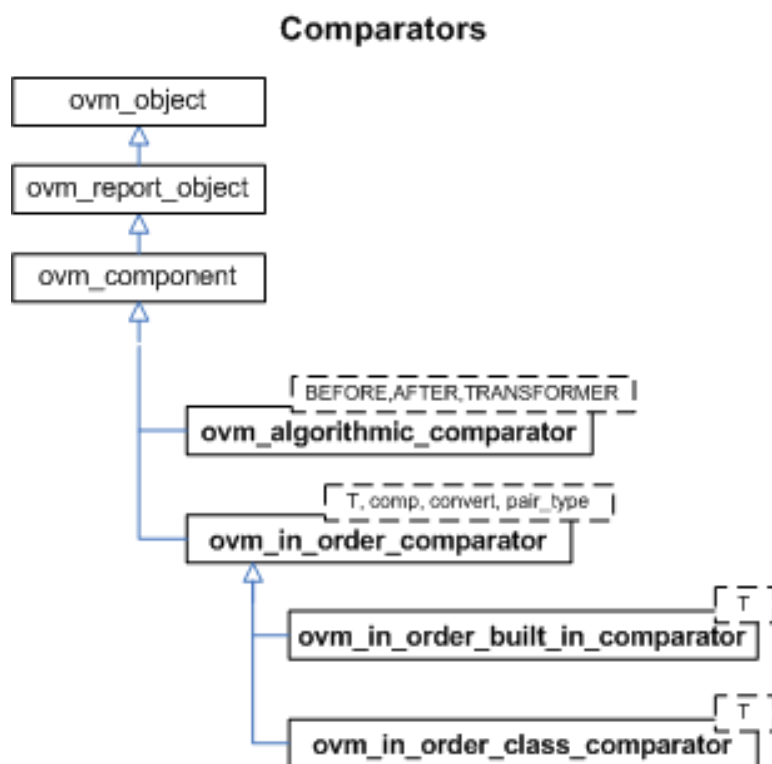 Comparators
ovm_object
ovm_report_object
ovm_component
BEFORE,AFTER,TRANSFORMER
ovm_algorithmic_comparator
T, comp, convert, pair_type
ovm_in_order_comparator
T
ovm_in_order_built_in_comparator
T
ovm_in_order_class_comparator